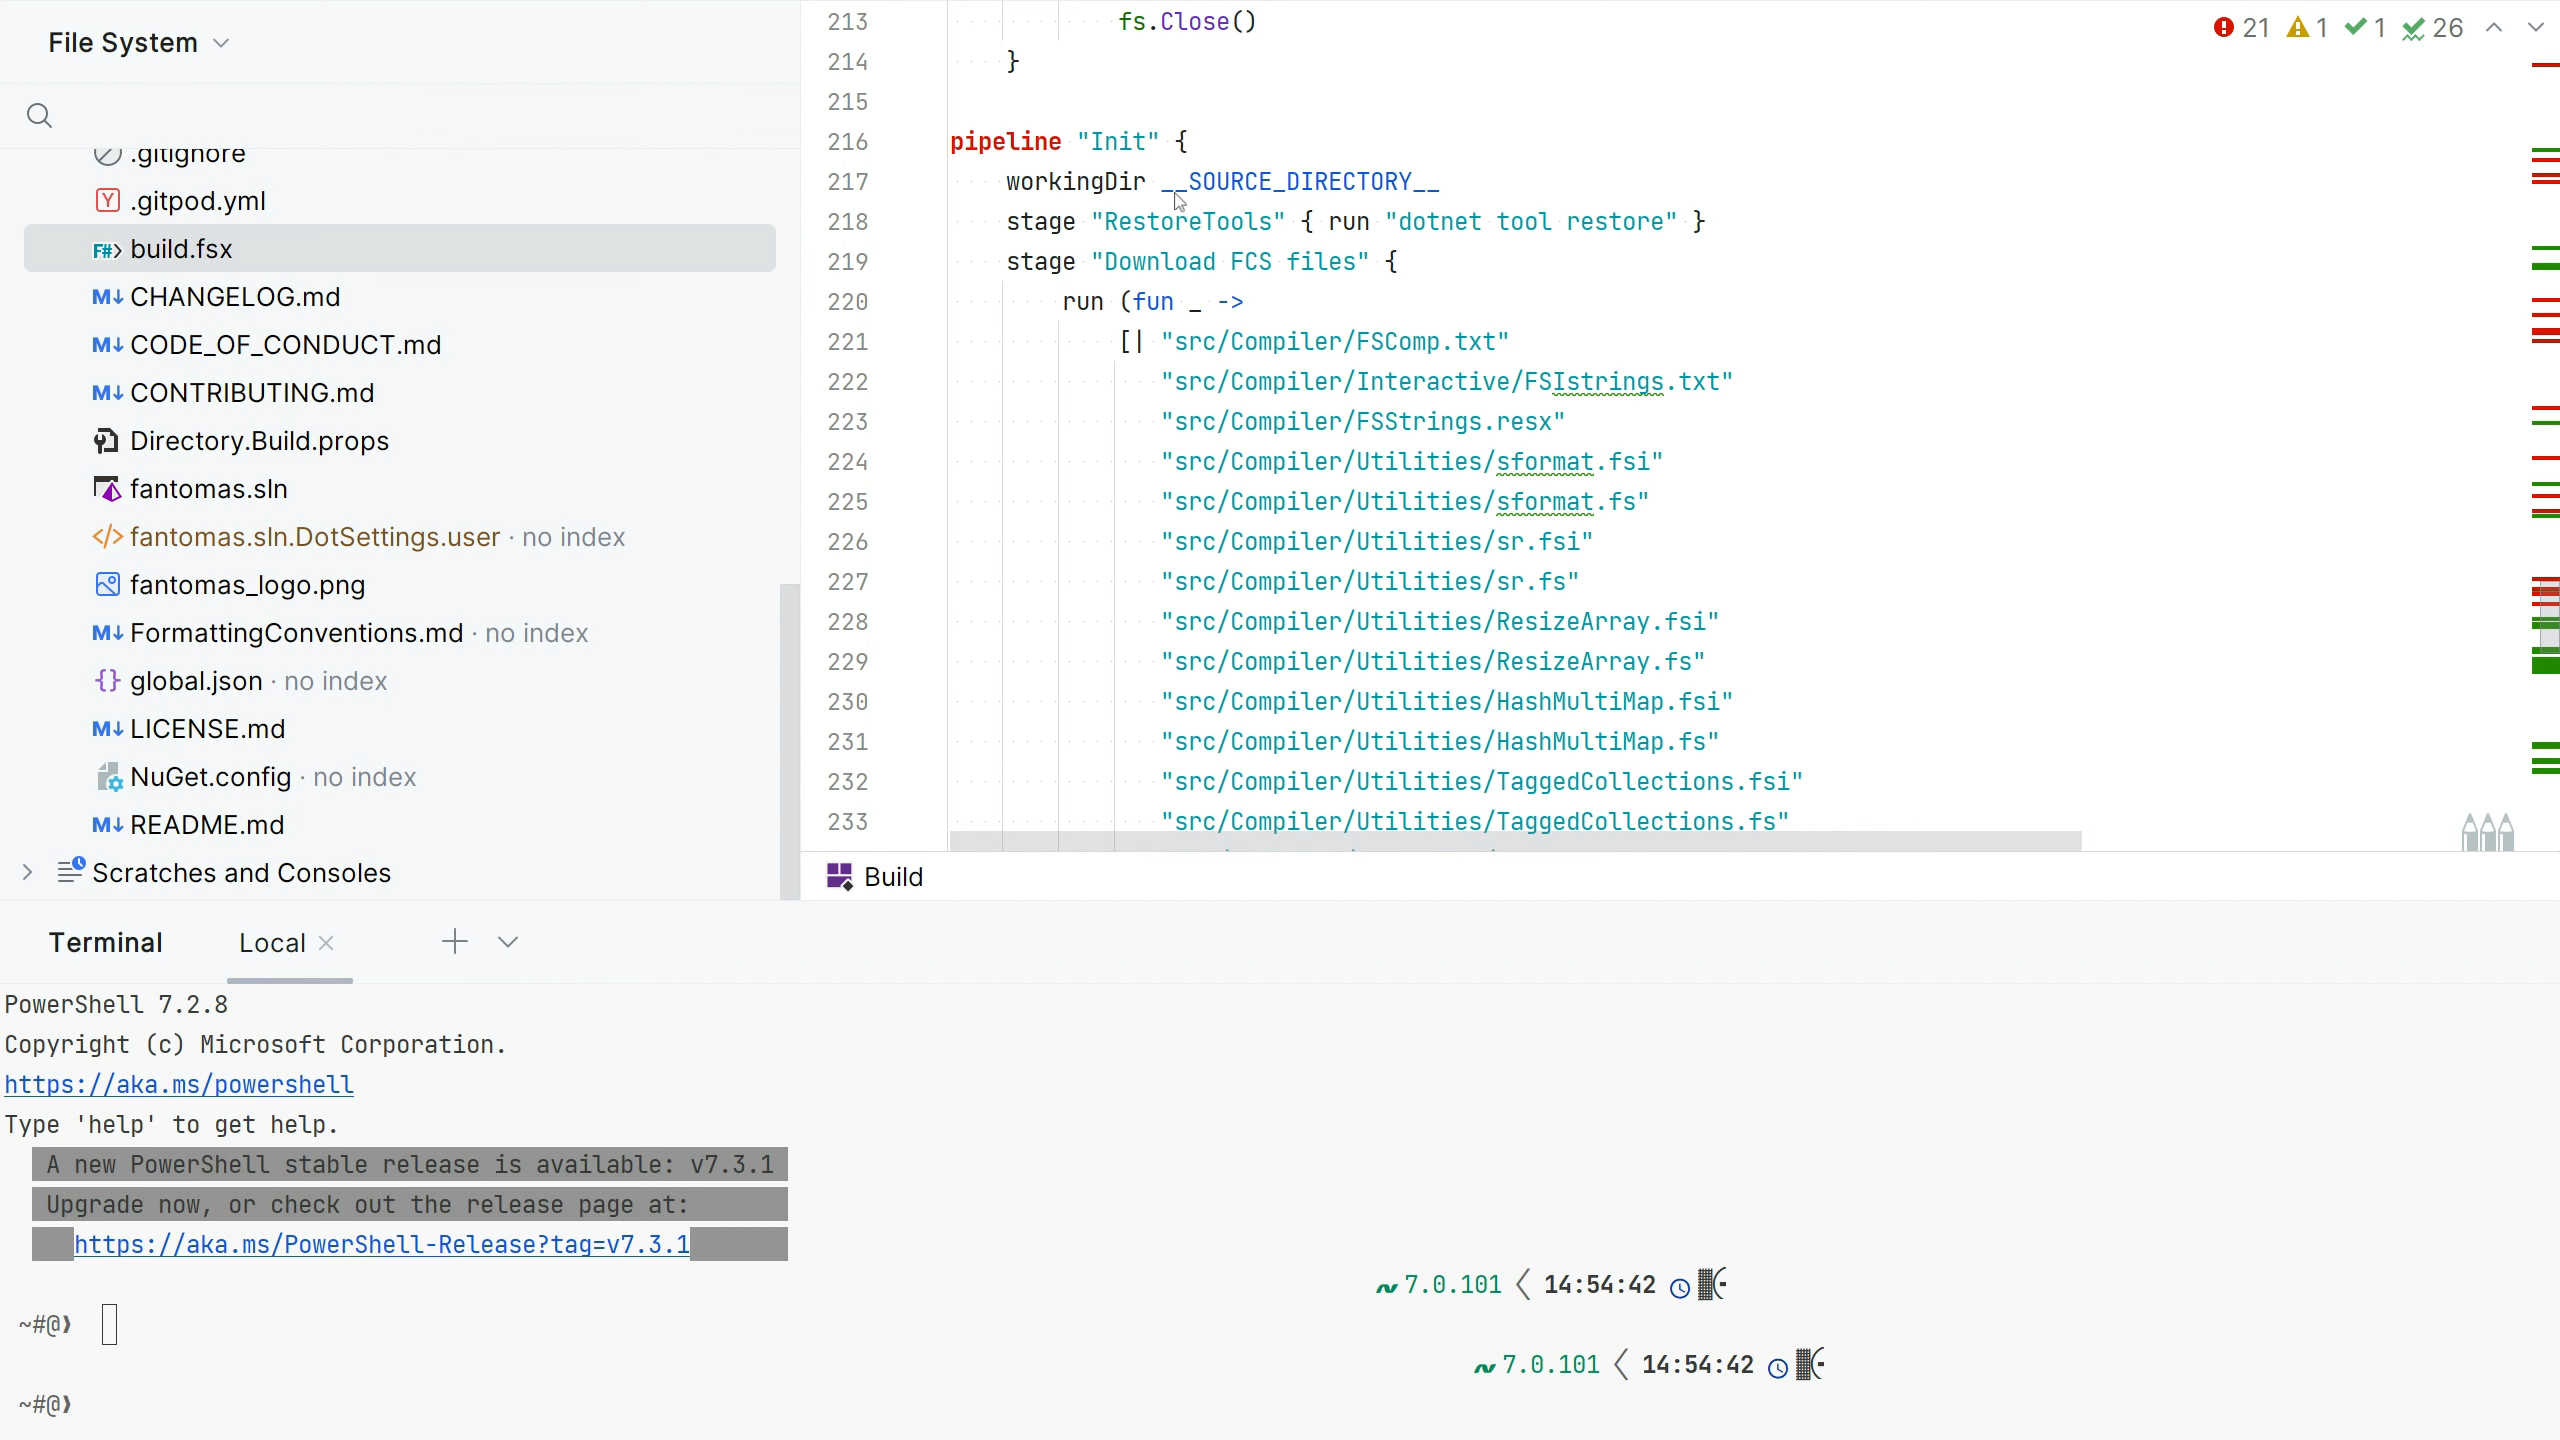 File System
.gitignore
.gitpod.yml
build.fsx
CHANGELOG.md
CODE_OF_CONDUCT.md
CONTRIBUTING.md
Directory.Build.props
fantomas.sln
fantomas.sln.DotSettings.user · no index
fantomas_logo.png
FormattingConventions.md · no index
global.json · no index
LICENSE.md
NuGet.config · no index
README.md
Scratches and Consoles
21 1 1 26
213 fs.Close()
214 }
215
216 pipeline "Init" {
217 workingDir __SOURCE_DIRECTORY__
218 stage "RestoreTools" { run "dotnet tool restore" }
219 stage "Download FCS files" {
220 run (fun _ ->
221 [| "src/Compiler/FSComp.txt"
222 "src/Compiler/Interactive/FSIstrings.txt"
223 "src/Compiler/FSStrings.resx"
224 "src/Compiler/Utilities/sformat.fsi"
225 "src/Compiler/Utilities/sformat.fs"
226 "src/Compiler/Utilities/sr.fsi"
227 "src/Compiler/Utilities/sr.fs"
228 "src/Compiler/Utilities/ResizeArray.fsi"
229 "src/Compiler/Utilities/ResizeArray.fs"
230 "src/Compiler/Utilities/HashMultiMap.fsi"
231 "src/Compiler/Utilities/HashMultiMap.fs"
232 "src/Compiler/Utilities/TaggedCollections.fsi"
233 "src/Compiler/Utilities/TaggedCollections.fs"
Build
Terminal Local
PowerShell 7.2.8
Copyright (c) Microsoft Corporation.
https://aka.ms/powershell
Type 'help' to get help.
A new PowerShell stable release is available: v7.3.1
Upgrade now, or check out the release page at:
https://aka.ms/PowerShell-Release?tag=v7.3.1
7.0.101 14:54:42
~#@❯
7.0.101 14:54:42
~#@❯